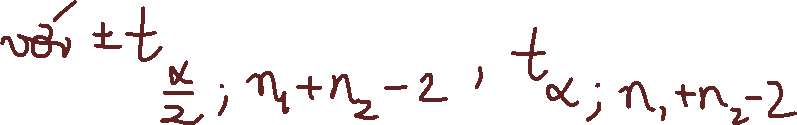 với ± t_{α/2; n₁+n₂-2} , t_{α; n₁+n₂-2}